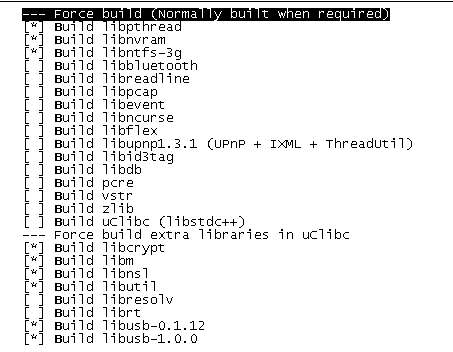 --- Force build (Normally built when required)
[*] Build libpthread
[*] Build libnvram
[*] Build libntfs-3g
[ ] Build libbluetooth
[ ] Build libreadline
[ ] Build libpcap
[ ] Build libevent
[ ] Build libncurse
[ ] Build libflex
[ ] Build libupnp1.3.1 (UPnP + IXML + ThreadUtil)
[ ] Build libid3tag
[ ] Build libdb
[ ] Build pcre
[ ] Build vstr
[ ] Build zlib
[ ] Build uClibc (libstdc++)
--- Force build extra libraries in uClibc
[*] Build libcrypt
[*] Build libm
[*] Build libnsl
[*] Build libutil
[ ] Build libresolv
[ ] Build librt
[*] Build libusb-0.1.12
[*] Build libusb-1.0.0